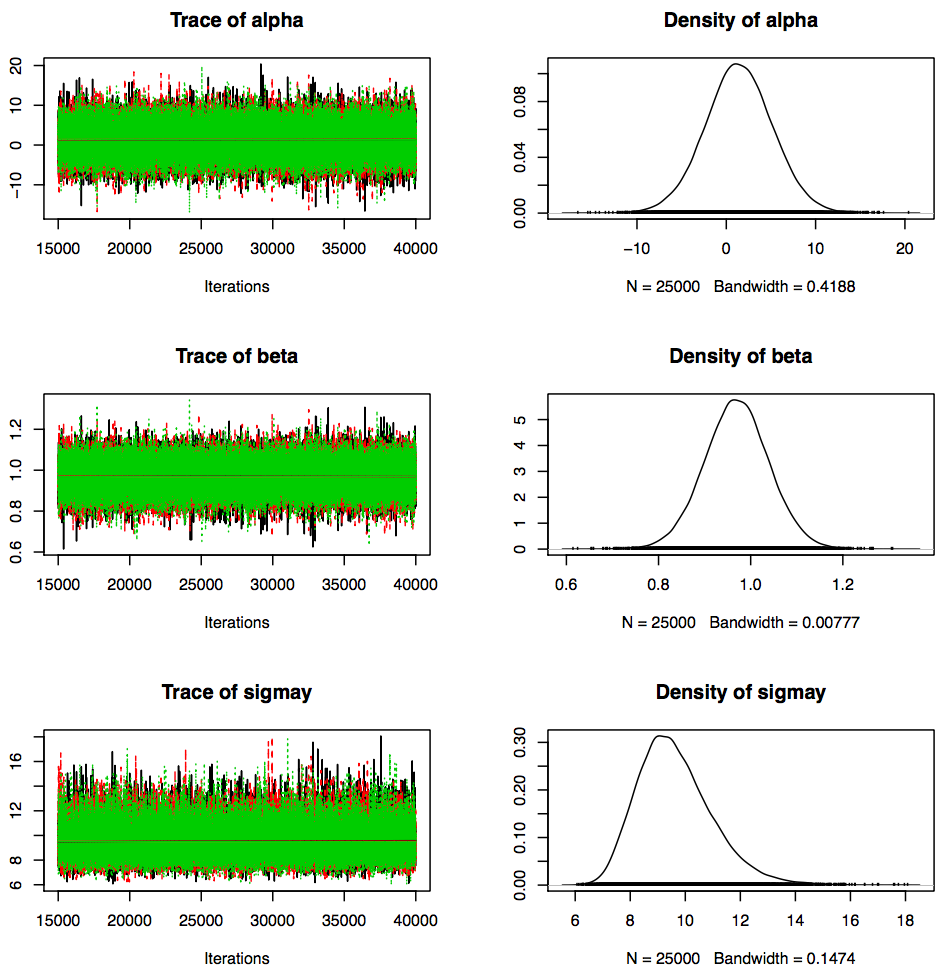 Trace of alpha
20
10
0
−10
15000 20000 25000 30000 35000 40000
Iterations
Density of alpha
0.08
0.04
0.00
−10 0 10 20
N = 25000 Bandwidth = 0.4188
Trace of beta
1.2
1.0
0.8
0.6
15000 20000 25000 30000 35000 40000
Iterations
Density of beta
5
4
3
2
1
0
0.6 0.8 1.0 1.2
N = 25000 Bandwidth = 0.00777
Trace of sigmay
16
12
8
6
15000 20000 25000 30000 35000 40000
Iterations
Density of sigmay
0.30
0.20
0.10
0.00
6 8 10 12 14 16 18
N = 25000 Bandwidth = 0.1474